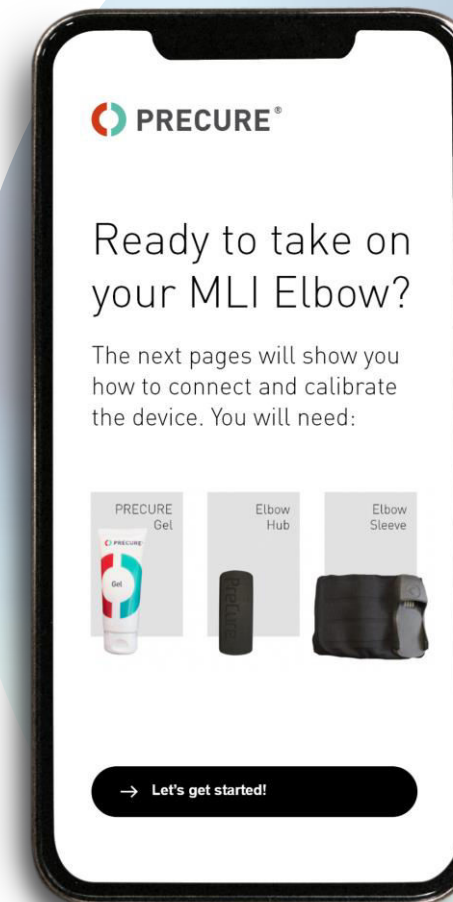 PRECURE®
Ready to take on
your MLI Elbow?
The next pages will show you
how to connect and calibrate
the device. You will need:
PRECURE
Gel
Elbow
Hub
Elbow
Sleeve
PRECURE
Gel
PreCure
→ Let's get started!